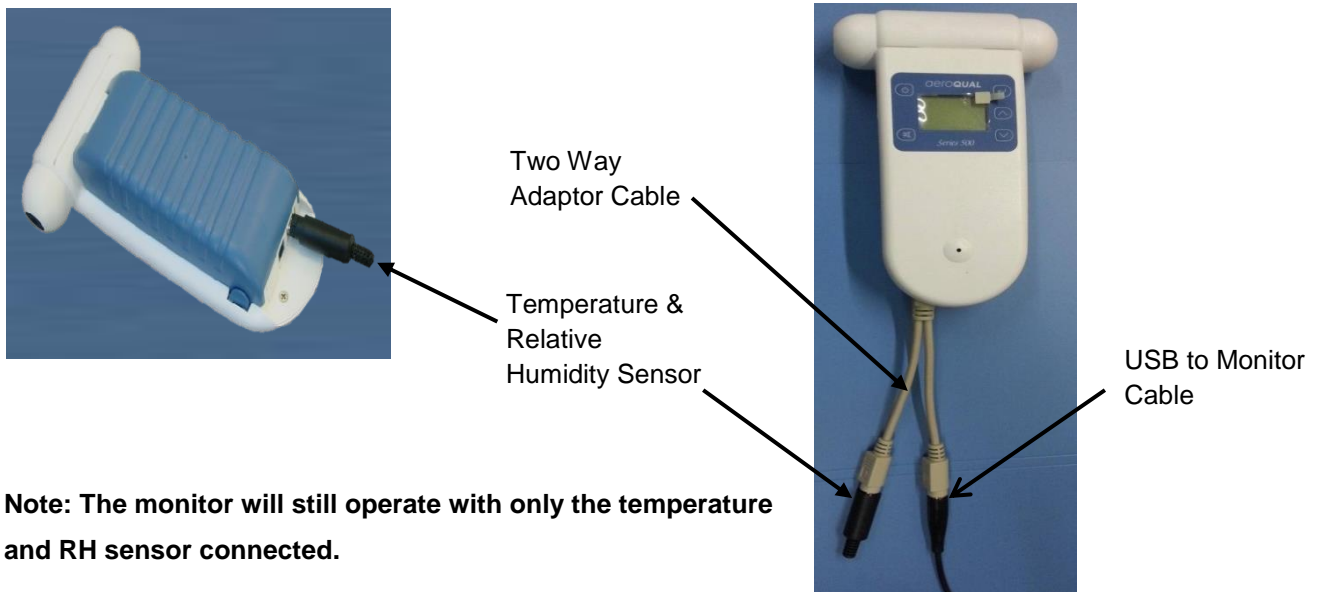 aeroQUAL
Series 500
Two Way
Adaptor Cable
Temperature &
Relative
Humidity Sensor
USB to Monitor
Cable
Note: The monitor will still operate with only the temperature
and RH sensor connected.